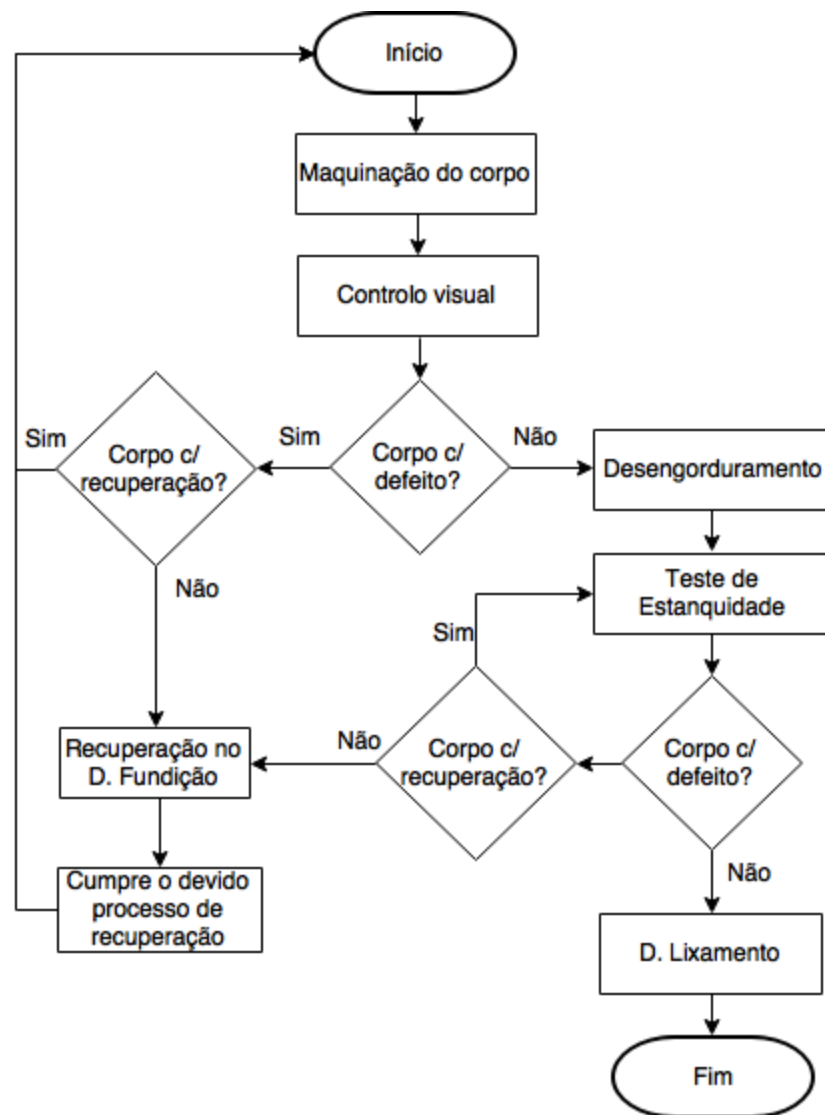 Início
Maquinação do corpo
Controlo visual
Sim
Corpo c/
recuperação?
Sim
Corpo c/
defeito?
Não
Desengorduramento
Não
Teste de
Estanquidade
Sim
Recuperação no
D. Fundição
Não
Corpo c/
recuperação?
Corpo c/
defeito?
Cumpre o devido
processo de
recuperação
Não
D. Lixamento
Fim